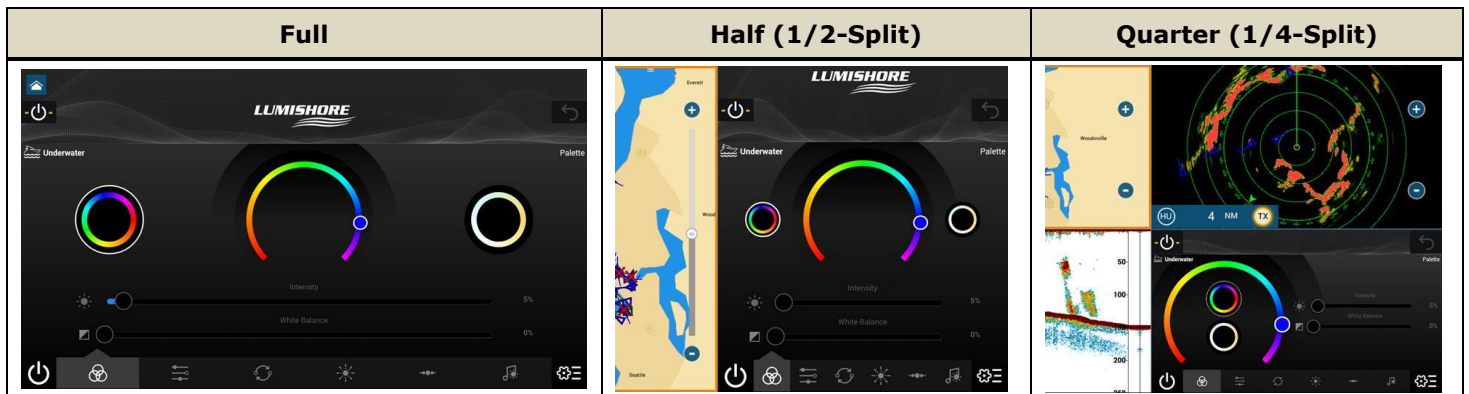 Full
Half (1/2-Split)
Quarter (1/4-Split)
LUMISHORE
Underwater
Palette
Intensity
5%
White Balance
0%
Everett
Wood
Seattle
LUMISHORE
Underwater
Palette
Intensity
5%
White Balance
0%
Woodinville
HU
4 NM
TX
50
100
200
Underwater
Palette
Intensity
5%
White Balance
0%